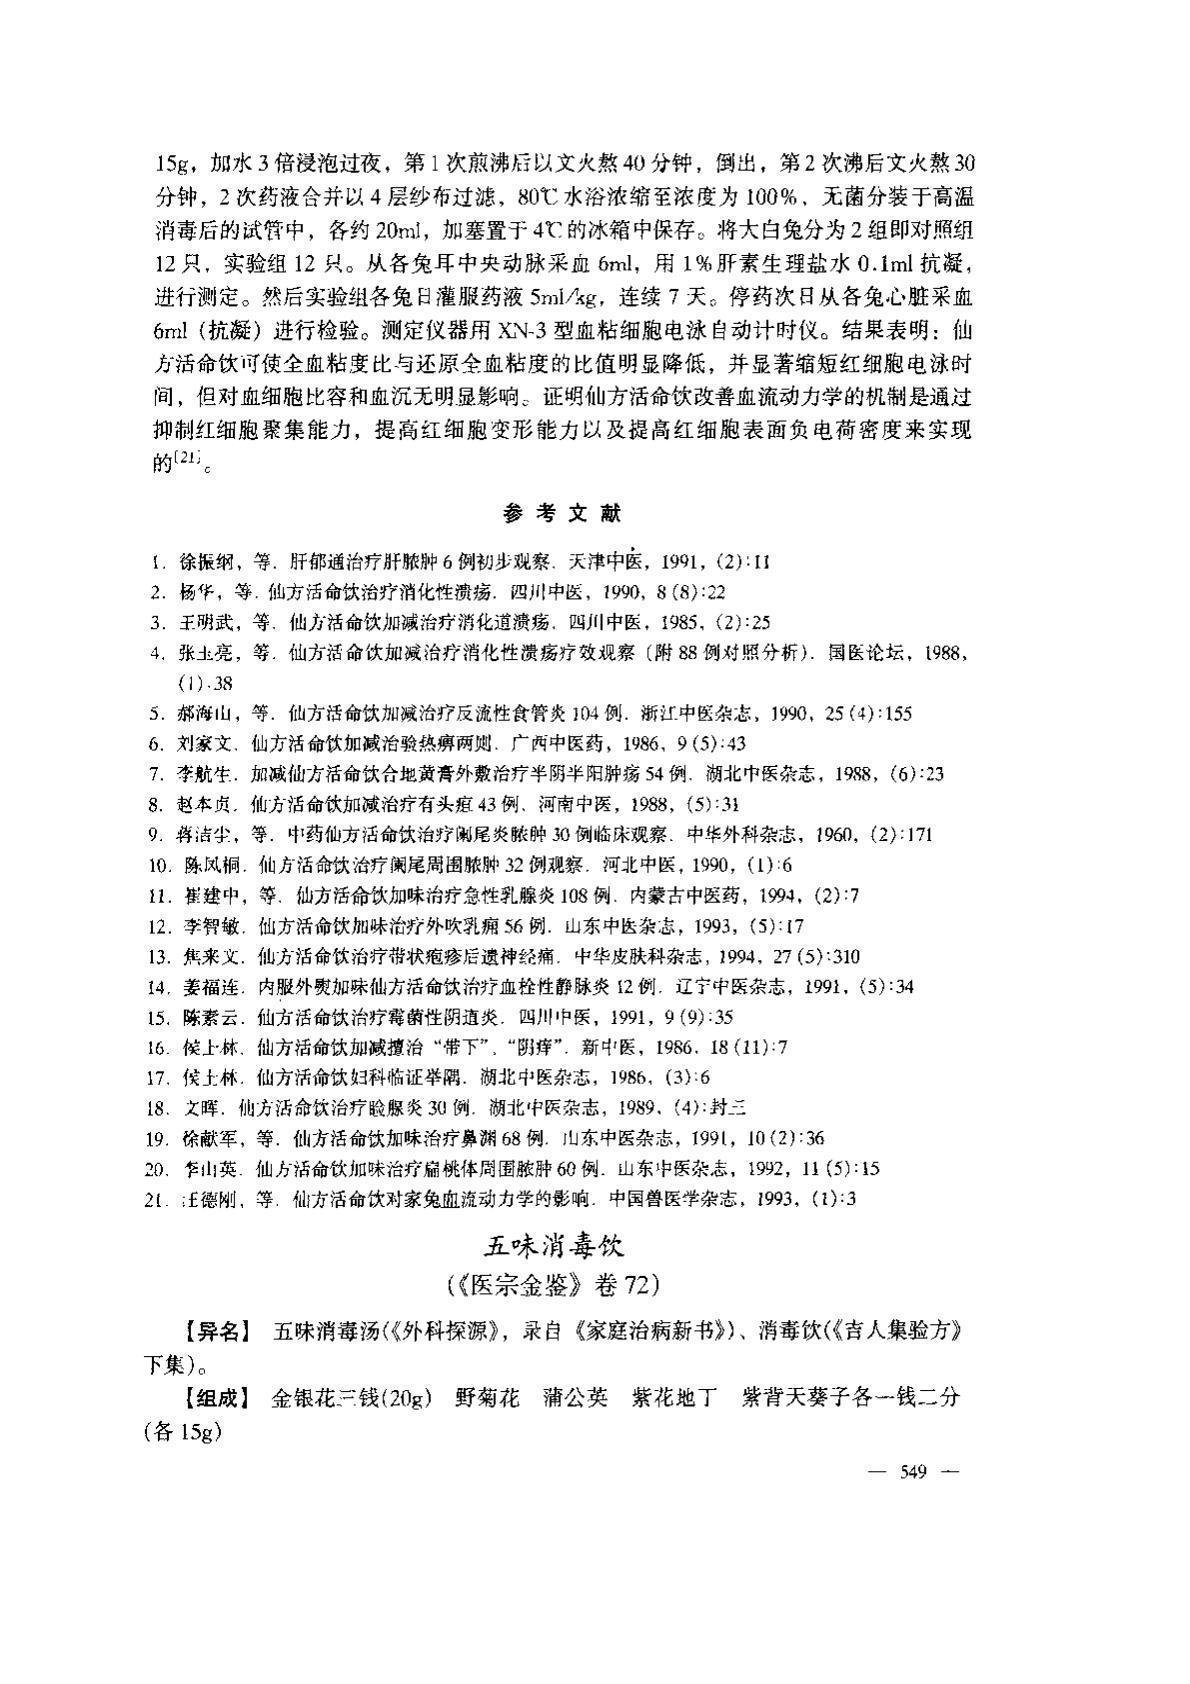 15g，加水 3 倍浸泡过夜，第 1 次煎沸后以文火熬 40 分钟，倒出，第 2 次沸后文火熬 30
分钟，2 次药液合并以 4 层纱布过滤，80℃水浴浓缩至浓度为 100%，无菌分装于高温
消毒后的试管中，各约 20ml，加塞置于 4℃的冰箱中保存。将大白兔分为 2 组即对照组
12 只，实验组 12 只。从各兔耳中央动脉采血 6ml，用 1%肝素生理盐水 0.1ml 抗凝，
进行测定。然后实验组各兔日灌服药液 5ml/kg，连续 7 天。停药次日从各兔心脏采血
6ml（抗凝）进行检验。测定仪器用 XN-3 型血粘细胞电泳自动计时仪。结果表明：仙
方活命饮可使全血粘度比与还原全血粘度的比值明显降低，并显著缩短红细胞电泳时
间，但对血细胞比容和血沉无明显影响。证明仙方活命饮改善血流动力学的机制是通过
抑制红细胞聚集能力，提高红细胞变形能力以及提高红细胞表面负电荷密度来实现
的[21]。
参 考 文 献
1. 徐振纲，等. 肝郁通治疗肝脓肿 6 例初步观察. 天津中医，1991，(2):11
2. 杨华，等. 仙方活命饮治疗消化性溃疡. 四川中医，1990，8 (8):22
3. 王明武，等. 仙方活命饮加减治疗消化道溃疡. 四川中医，1985，(2):25
4. 张玉亮，等. 仙方活命饮加减治疗消化性溃疡疗效观察（附 88 例对照分析）. 国医论坛，1988，
(1):38
5. 郝海山，等. 仙方活命饮加减治疗反流性食管炎 104 例. 浙江中医杂志，1990，25 (4):155
6. 刘家文. 仙方活命饮加减治验热痹两则. 广西中医药，1986，9 (5):43
7. 李航生. 加减仙方活命饮合地黄膏外敷治疗半阴半阳肿疡 54 例. 湖北中医杂志，1988，(6):23
8. 赵本贞. 仙方活命饮加减治疗有头疽 43 例. 河南中医，1988，(5):31
9. 蒋洁尘，等. 中药仙方活命饮治疗阑尾炎脓肿 30 例临床观察. 中华外科杂志，1960，(2):171
10. 陈凤桐. 仙方活命饮治疗阑尾周围脓肿 32 例观察. 河北中医，1990，(1):6
11. 崔建中，等. 仙方活命饮加味治疗急性乳腺炎 108 例. 内蒙古中医药，1994，(2):7
12. 李智敏. 仙方活命饮加味治疗外吹乳痈 56 例. 山东中医杂志，1993，(5):17
13. 焦来文. 仙方活命饮治疗带状疱疹后遗神经痛. 中华皮肤科杂志，1994，27 (5):310
14. 姜福连. 内服外熨加味仙方活命饮治疗血栓性静脉炎 12 例. 辽宁中医杂志，1991，(5):34
15. 陈素云. 仙方活命饮治疗霉菌性阴道炎. 四川中医，1991，9 (9):35
16. 侯士林. 仙方活命饮加减擅治“带下”、“阴痒”. 新中医，1986，18 (11):7
17. 侯士林. 仙方活命饮妇科临证举隅. 湖北中医杂志，1986，(3):6
18. 文晖. 仙方活命饮治疗睑腺炎 30 例. 湖北中医杂志，1989，(4):封三
19. 徐献军，等. 仙方活命饮加味治疗鼻渊 68 例. 山东中医杂志，1991，10 (2):36
20. 李山英. 仙方活命饮加味治疗扁桃体周围脓肿 60 例. 山东中医杂志，1992，11 (5):15
21. 汪德刚，等. 仙方活命饮对家兔血流动力学的影响. 中国兽医学杂志，1993，(1):3
五味消毒饮
(《医宗金鉴》卷 72)
【异名】 五味消毒汤(《外科探源》，录自《家庭治病新书》)、消毒饮(《吉人集验方》
下集)。
【组成】 金银花三钱(20g) 野菊花 蒲公英 紫花地丁 紫背天葵子各一钱二分
(各 15g)
— 549 —